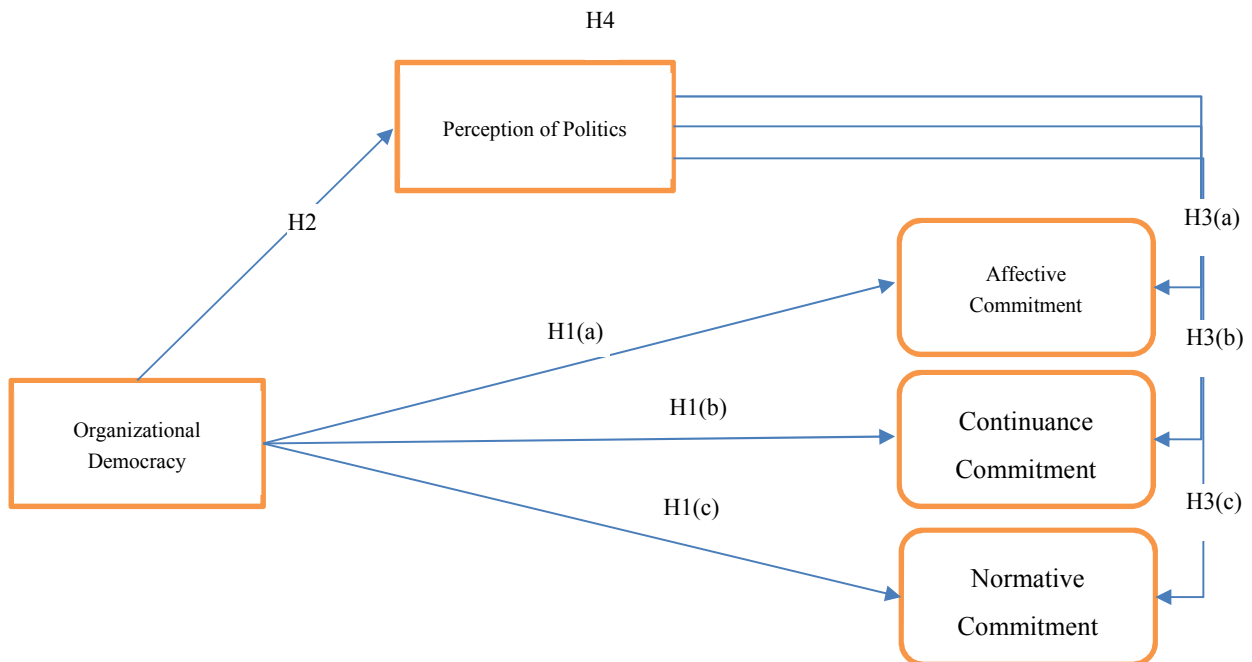 H4
Perception of Politics
H2
H3(a)
Affective
Commitment
H1(a)
H3(b)
Organizational
Democracy
H1(b)
Continuance
Commitment
H1(c)
H3(c)
Normative
Commitment